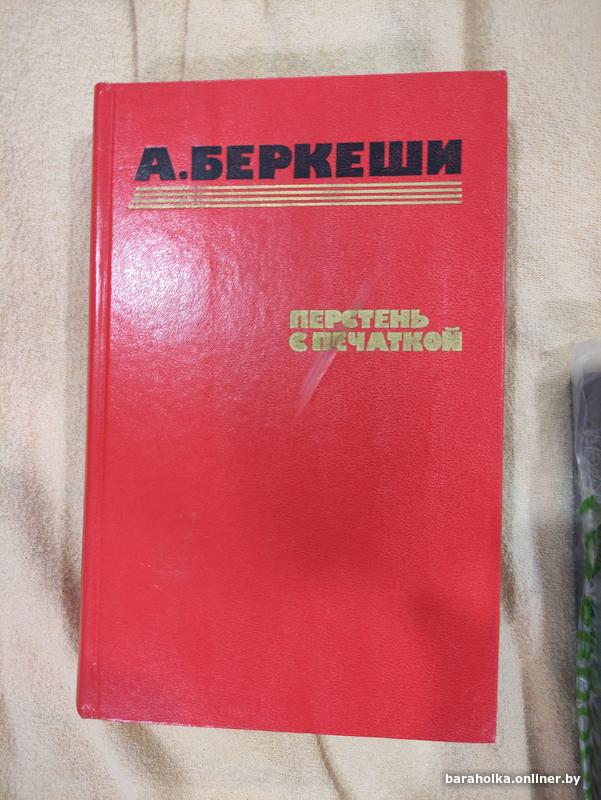 А.БЕРКЕШИ
ПЕРСТЕНЬ
С ПЕЧАТКОЙ
baraholka.onliner.by